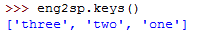 >>> eng2sp.keys()
['three', 'two', 'one']